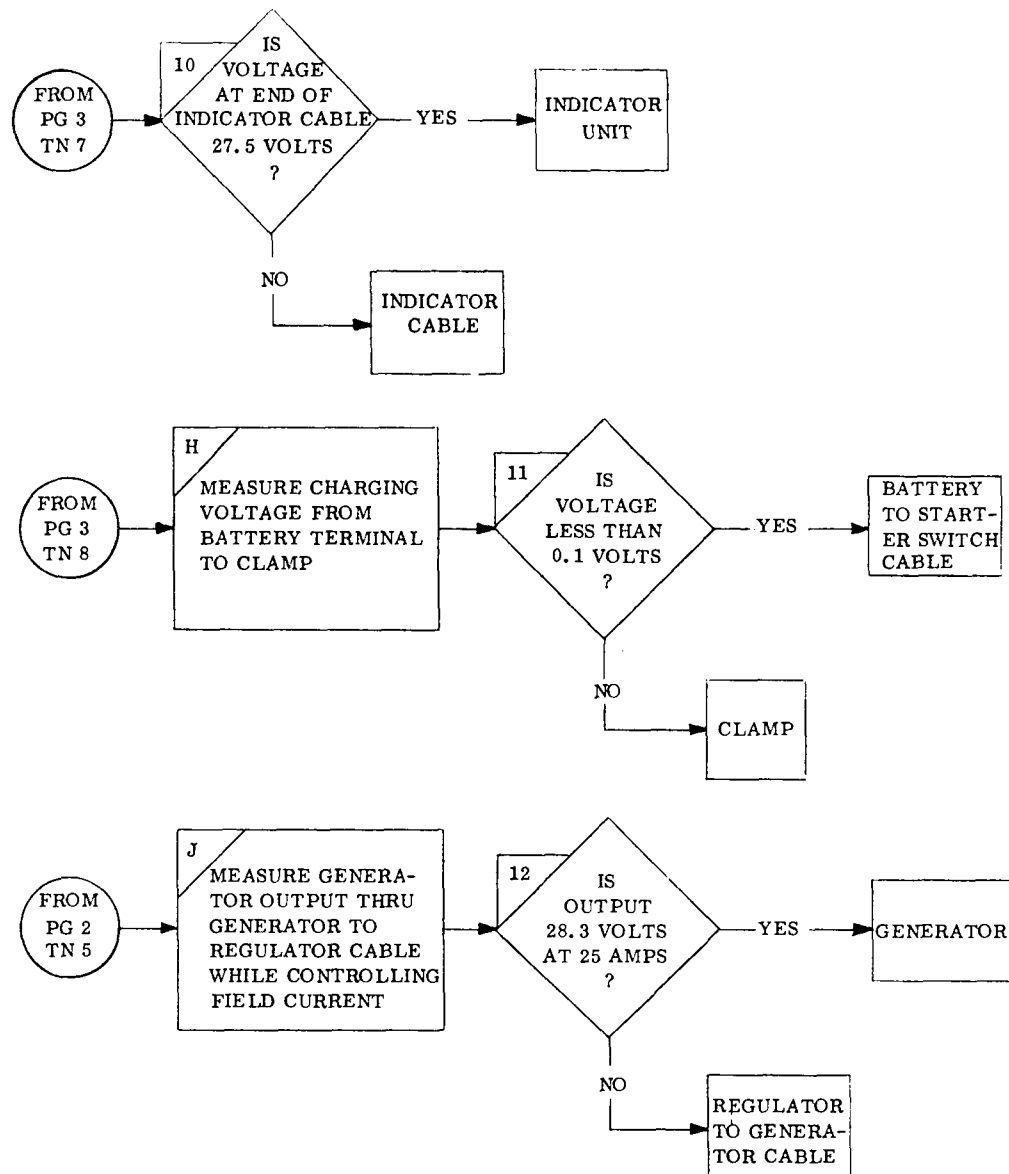 FROM
PG 3
TN 7
10
IS
VOLTAGE
AT END OF
INDICATOR CABLE
27.5 VOLTS
?
YES
INDICATOR
UNIT
NO
INDICATOR
CABLE
FROM
PG 3
TN 8
H
MEASURE CHARGING
VOLTAGE FROM
BATTERY TERMINAL
TO CLAMP
11
IS
VOLTAGE
LESS THAN
0.1 VOLTS
?
YES
BATTERY
TO START-
ER SWITCH
CABLE
NO
CLAMP
FROM
PG 2
TN 5
J
MEASURE GENERA-
TOR OUTPUT THRU
GENERATOR TO
REGULATOR CABLE
WHILE CONTROLLING
FIELD CURRENT
12
IS
OUTPUT
28.3 VOLTS
AT 25 AMPS
?
YES
GENERATOR
NO
REGULATOR
TO GENERA-
TOR CABLE